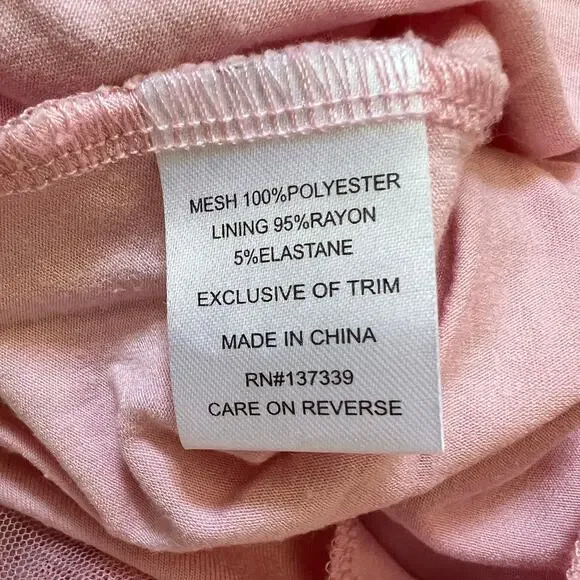 MESH 100%POLYESTER
LINING 95%RAYON
5%ELASTANE
EXCLUSIVE OF TRIM
MADE IN CHINA
RN#137339
CARE ON REVERSE